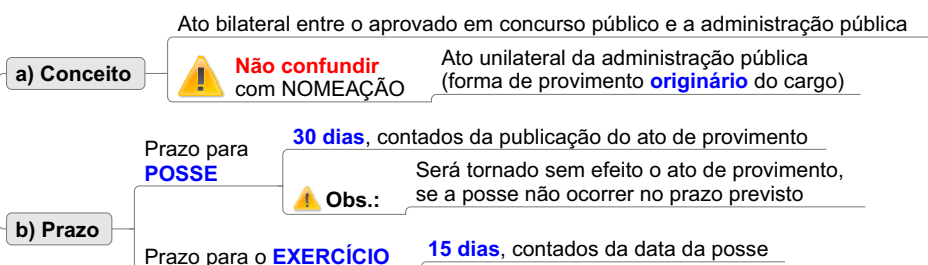 Ato bilateral entre o aprovado em concurso público e a administração pública
a) Conceito
Não confundir
com NOMEAÇÃO
Ato unilateral da administração pública
(forma de provimento originário do cargo)
Prazo para
POSSE
30 dias, contados da publicação do ato de provimento
Obs.:
Será tornado sem efeito o ato de provimento,
se a posse não ocorrer no prazo previsto
b) Prazo
Prazo para o EXERCÍCIO
15 dias, contados da data da posse